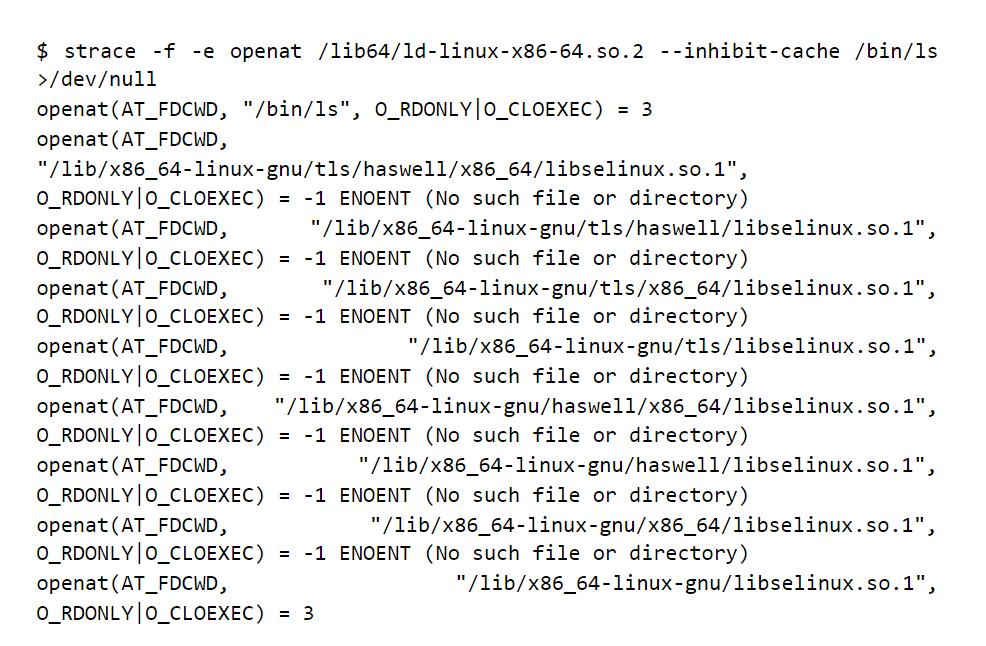 $ strace -f -e openat /lib64/ld-linux-x86-64.so.2 --inhibit-cache /bin/ls
>/dev/null
openat(AT_FDCWD, "/bin/ls", O_RDONLY|O_CLOEXEC) = 3
openat(AT_FDCWD,
"/lib/x86_64-linux-gnu/tls/haswell/x86_64/libselinux.so.1",
O_RDONLY|O_CLOEXEC) = -1 ENOENT (No such file or directory)
openat(AT_FDCWD, "/lib/x86_64-linux-gnu/tls/haswell/libselinux.so.1",
O_RDONLY|O_CLOEXEC) = -1 ENOENT (No such file or directory)
openat(AT_FDCWD, "/lib/x86_64-linux-gnu/tls/x86_64/libselinux.so.1",
O_RDONLY|O_CLOEXEC) = -1 ENOENT (No such file or directory)
openat(AT_FDCWD, "/lib/x86_64-linux-gnu/tls/libselinux.so.1",
O_RDONLY|O_CLOEXEC) = -1 ENOENT (No such file or directory)
openat(AT_FDCWD, "/lib/x86_64-linux-gnu/haswell/x86_64/libselinux.so.1",
O_RDONLY|O_CLOEXEC) = -1 ENOENT (No such file or directory)
openat(AT_FDCWD, "/lib/x86_64-linux-gnu/haswell/libselinux.so.1",
O_RDONLY|O_CLOEXEC) = -1 ENOENT (No such file or directory)
openat(AT_FDCWD, "/lib/x86_64-linux-gnu/x86_64/libselinux.so.1",
O_RDONLY|O_CLOEXEC) = -1 ENOENT (No such file or directory)
openat(AT_FDCWD, "/lib/x86_64-linux-gnu/libselinux.so.1",
O_RDONLY|O_CLOEXEC) = 3